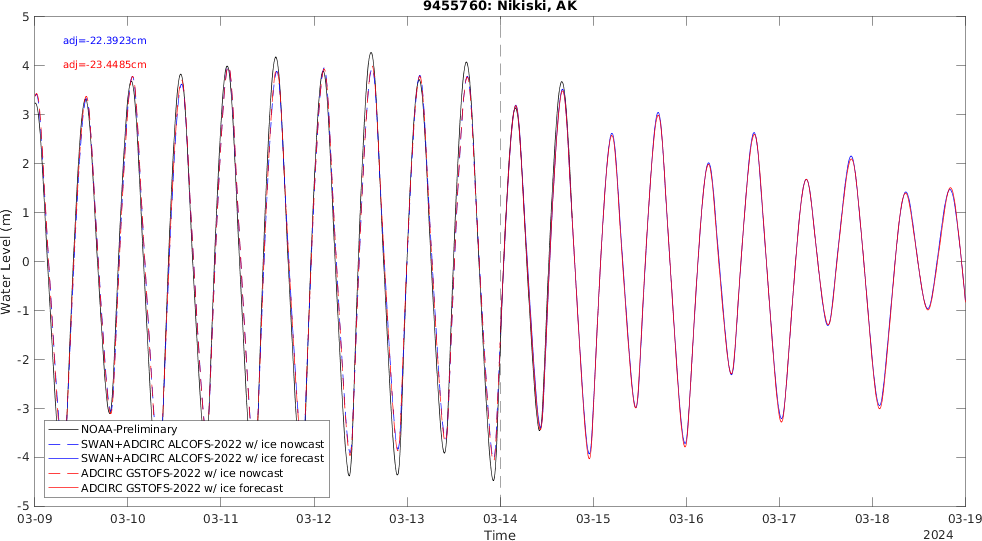 9455760: Nikiski, AK
adj=-22.3923cm
adj=-23.4485cm
5
4
3
2
1
0
-1
-2
-3
-4
-5
Water Level (m)
NOAA-Preliminary
SWAN+ADCIRC ALCOFS-2022 w/ ice nowcast
SWAN+ADCIRC ALCOFS-2022 w/ ice forecast
ADCIRC GSTOFS-2022 w/ ice nowcast
ADCIRC GSTOFS-2022 w/ ice forecast
03-09 03-10 03-11 03-12 03-13 03-14 03-15 03-16 03-17 03-18 03-19
Time
2024